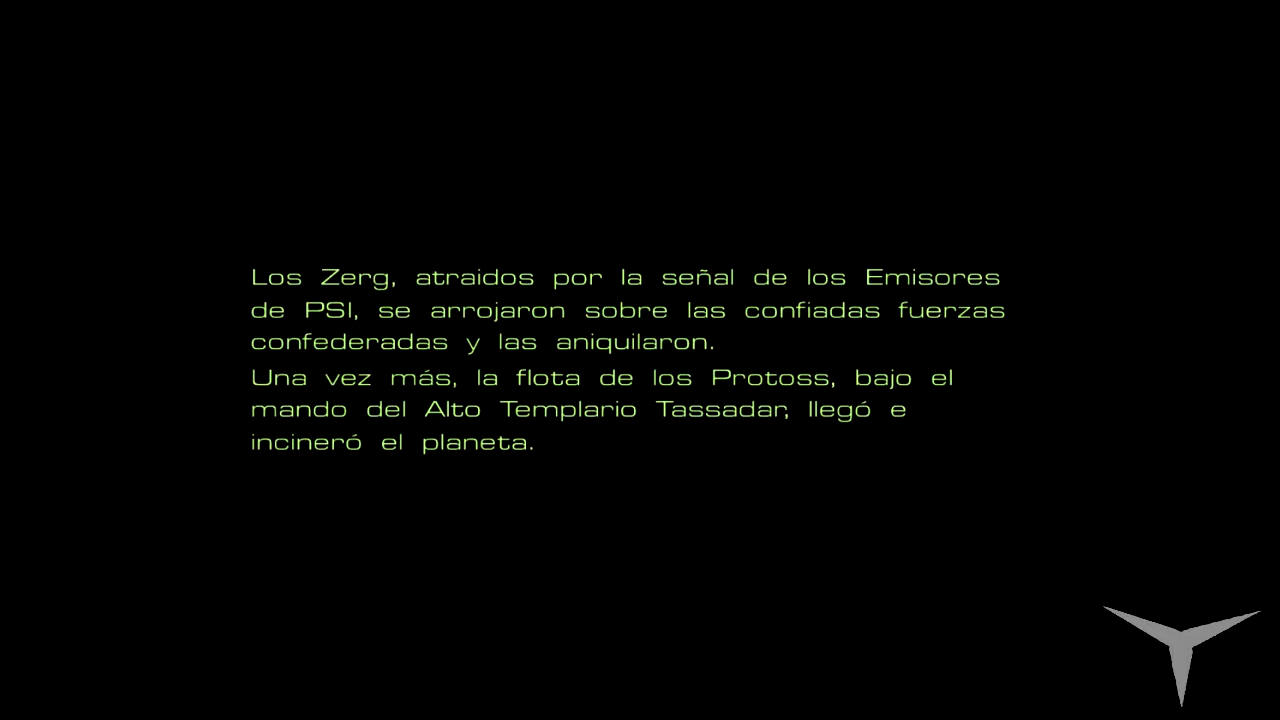 Los Zerg, atraidos por la señal de los Emisores
de PSI, se arrojaron sobre las confiadas fuerzas
confederadas y las aniquilaron.
Una vez más, la flota de los Protoss, bajo el
mando del Alto Templario Tassadar, llegó e
incineró el planeta.